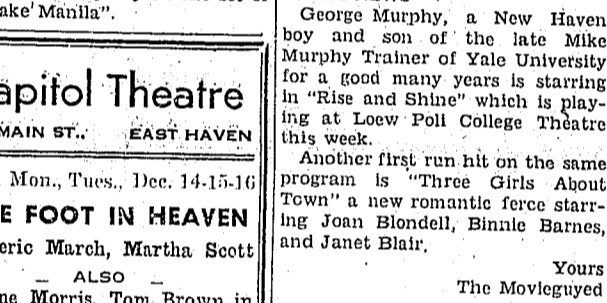 ake' Manila".
apitol Theatre
MAIN ST., EAST HAVEN
Mon., Tues., Dec. 14-15-16
E FOOT IN HEAVEN
eric March, Martha Scott
— ALSO —
ne Morris, Tom Brown in
George Murphy, a New Haven
boy and son of the late Mike
Murphy Trainer of Yale University
for a good many years is starring
in "Rise and Shine" which is play-
ing at Loew Poli College Theatre
this week.
Another first run hit on the same
program is "Three Girls About
Town" a new romantic ferce starr-
ing Joan Blondell, Binnie Barnes,
and Janet Blair.
Yours
The Movieguyed